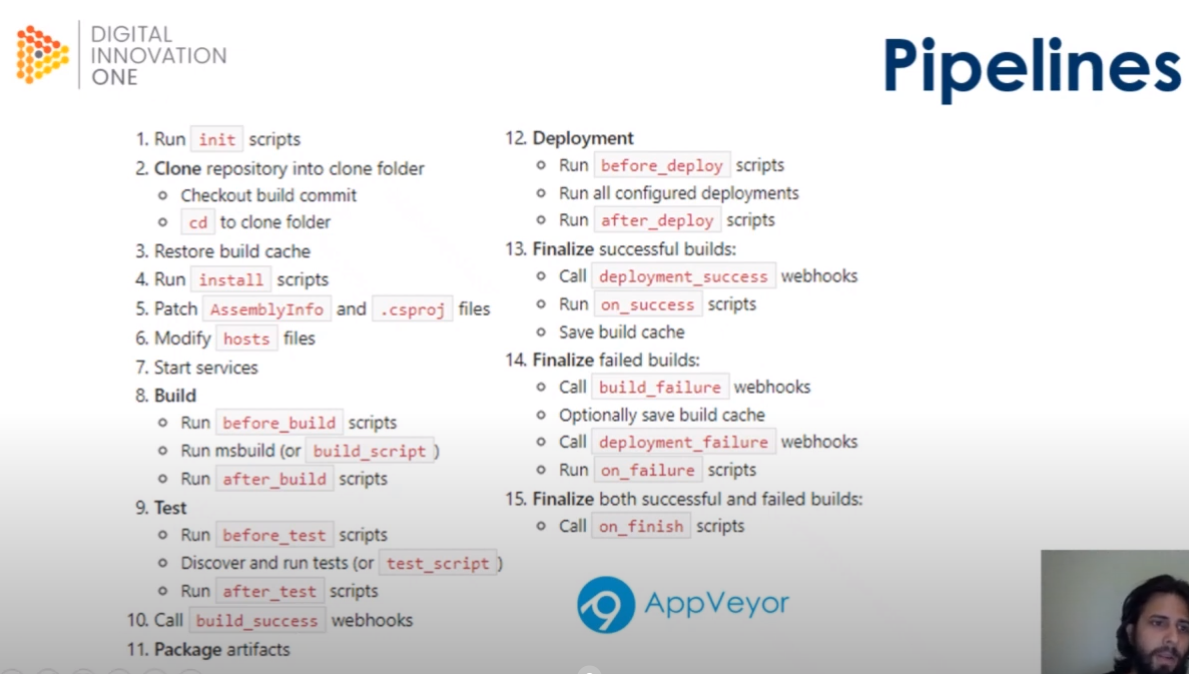 DIGITAL
INNOVATION
ONE
Pipelines
1. Run init scripts
2. Clone repository into clone folder
Checkout build commit
cd to clone folder
3. Restore build cache
4. Run install scripts
5. Patch AssemblyInfo and .csproj files
6. Modify hosts files
7. Start services
8. Build
Run before_build scripts
Run msbuild (or build_script )
Run after_build scripts
9. Test
Run before_test scripts
Discover and run tests (or test_script )
Run after_test scripts
10. Call build_success webhooks
11. Package artifacts
12. Deployment
Run before_deploy scripts
Run all configured deployments
Run after_deploy scripts
13. Finalize successful builds:
Call deployment_success webhooks
Run on_success scripts
Save build cache
14. Finalize failed builds:
Call build_failure webhooks
Optionally save build cache
Call deployment_failure webhooks
Run on_failure scripts
15. Finalize both successful and failed builds:
Call on_finish scripts
AppVeyor